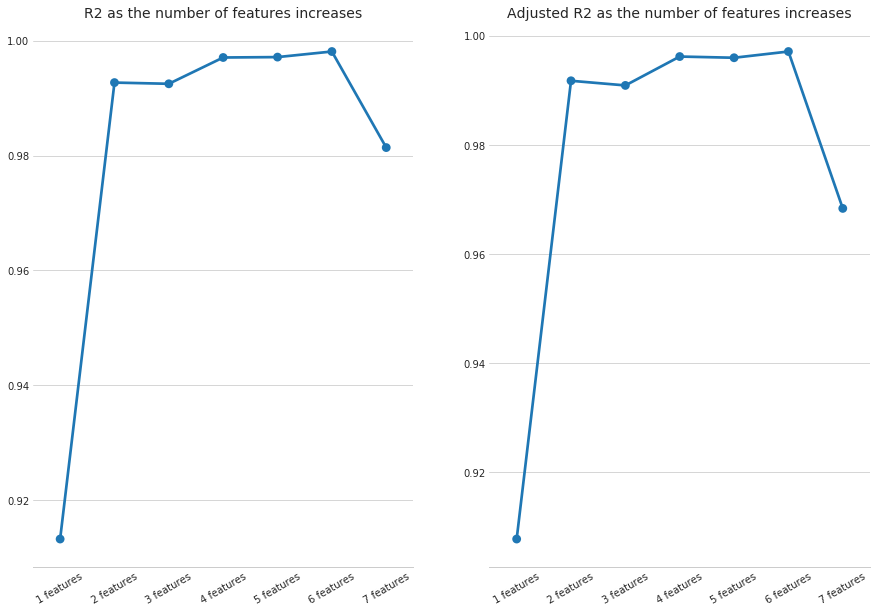 R2 as the number of features increases
1.00
0.98
0.96
0.94
0.92
1 features
2 features
3 features
4 features
5 features
6 features
7 features
Adjusted R2 as the number of features increases
1.00
0.98
0.96
0.94
0.92
1 features
2 features
3 features
4 features
5 features
6 features
7 features